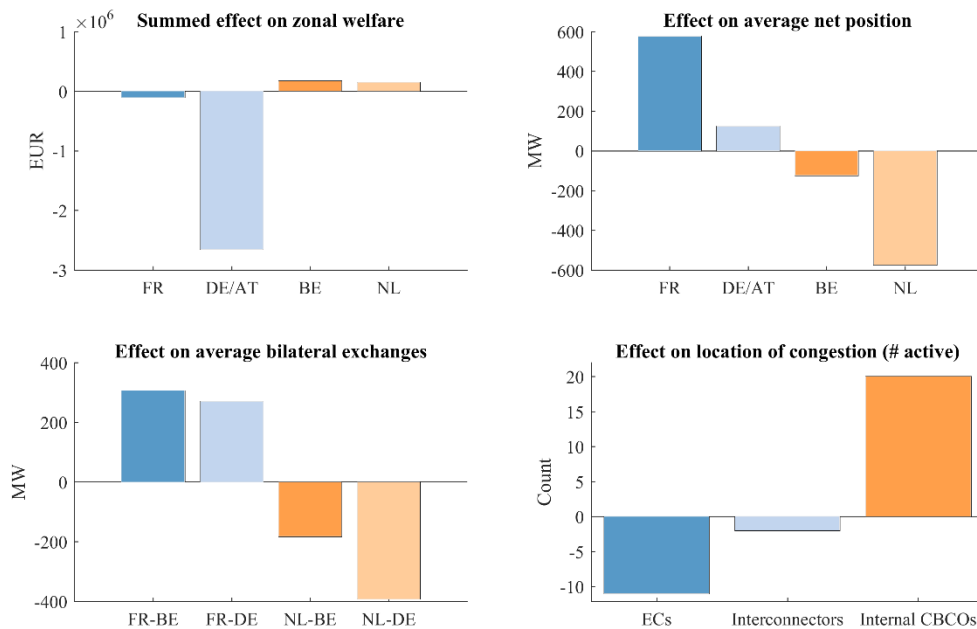 Summed effect on zonal welfare
×10⁶
1
0
-1
-2
-3
EUR
FR DE/AT BE NL
Effect on average net position
600
400
200
0
-200
-400
-600
MW
FR DE/AT BE NL
Effect on average bilateral exchanges
400
200
0
-200
-400
MW
FR-BE FR-DE NL-BE NL-DE
Effect on location of congestion (# active)
20
15
10
5
0
-5
-10
Count
ECs Interconnectors Internal CBCOs